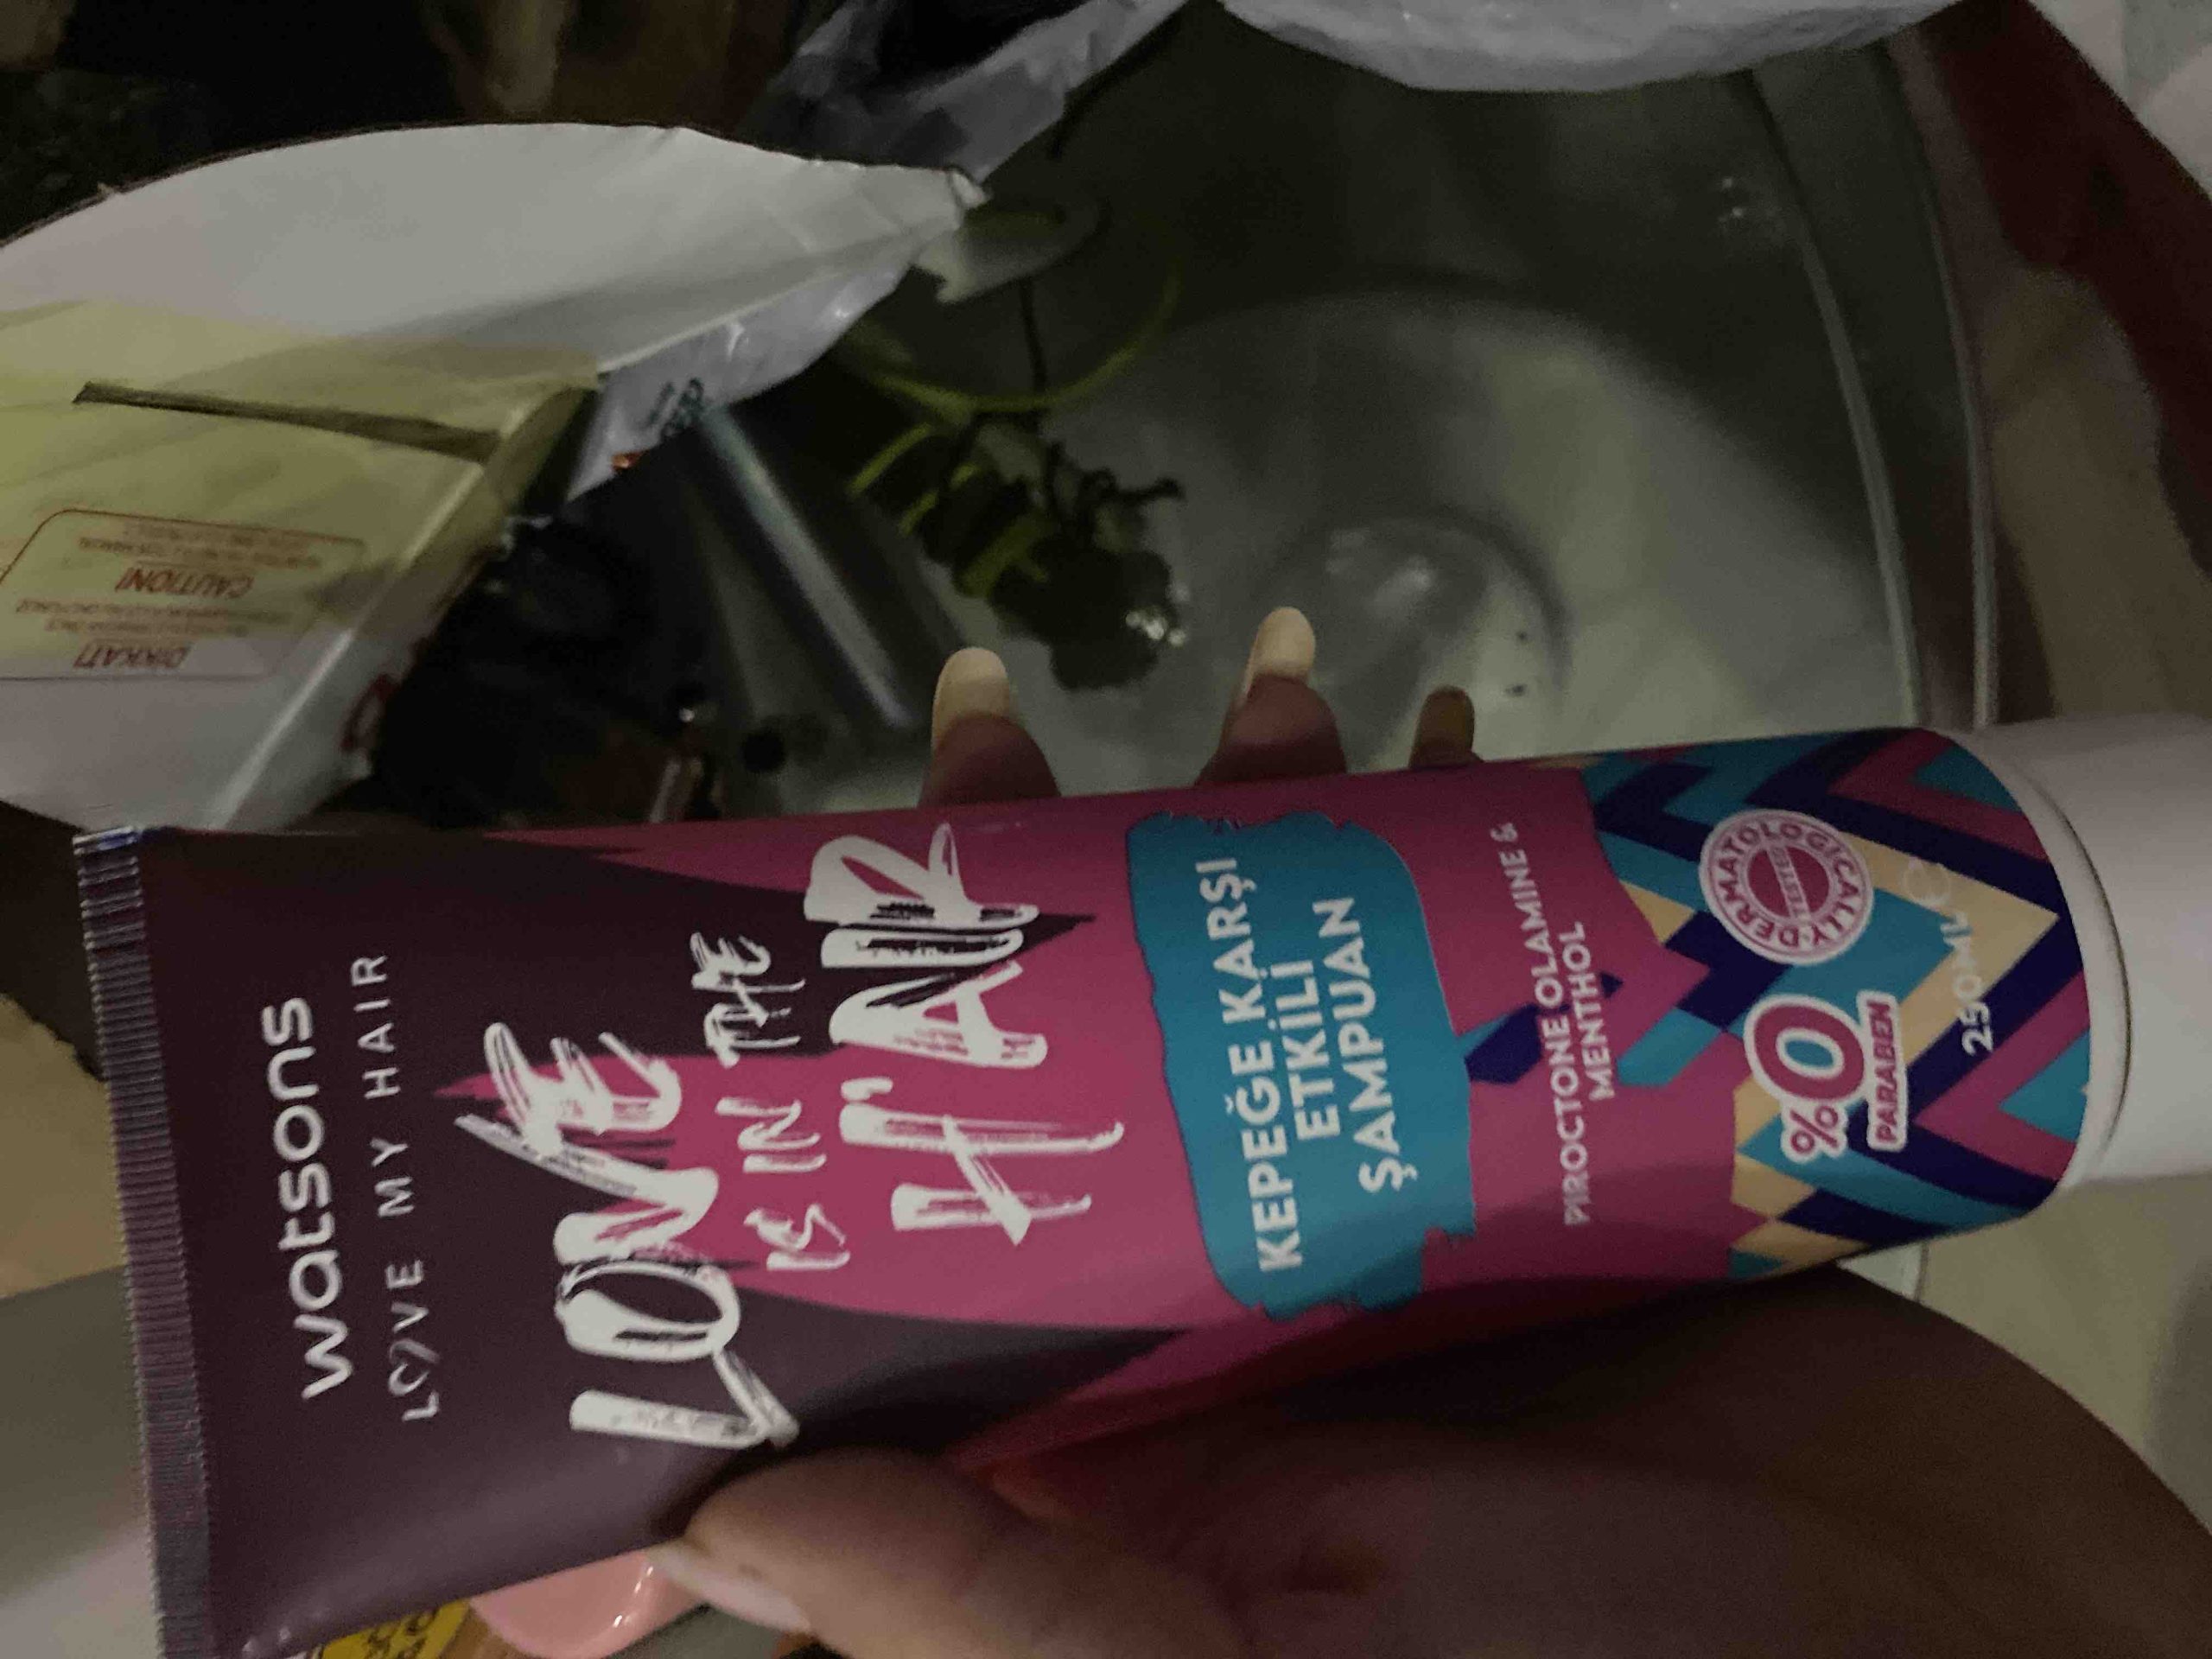 watsons
LOVE MY HAIR
LOVE
IS IN THE
H'AIR
KEPEĞE KARŞI
ETKİLİ
ŞAMPUAN
PIROCTONE OLAMINE &
MENTHOL
DERMATOLOGICALLY
TESTED
%0
PARABEN
250 ML e
DİKKAT!
CAUTION!